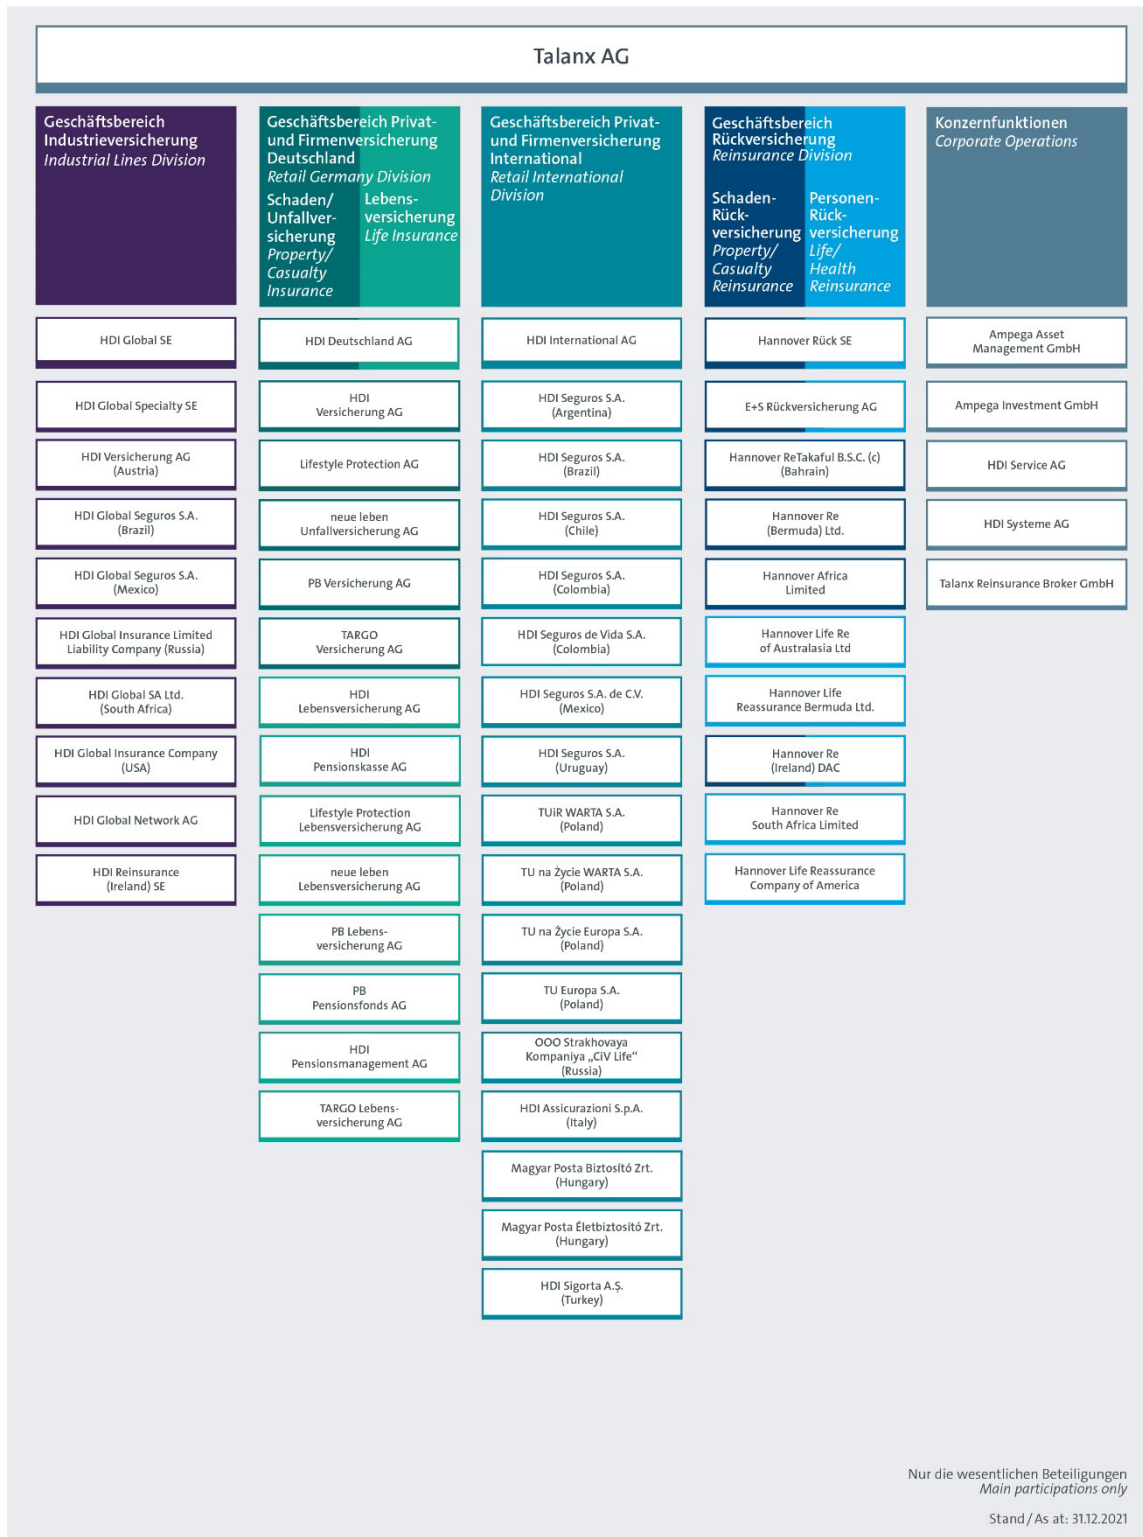 Talanx AG
Geschäftsbereich
Industrieversicherung
Industrial Lines Division
Geschäftsbereich Privat-
und Firmenversicherung
Deutschland
Retail Germany Division
Schaden/
Unfallver-
sicherung
Property/
Casualty
Insurance
Lebens-
versicherung
Life Insurance
Geschäftsbereich Privat-
und Firmenversicherung
International
Retail International
Division
Geschäftsbereich
Rückversicherung
Reinsurance Division
Schaden-
Rück-
versicherung
Property/
Casualty
Reinsurance
Personen-
Rück-
versicherung
Life/
Health
Reinsurance
Konzernfunktionen
Corporate Operations
HDI Global SE
HDI Global Specialty SE
HDI Versicherung AG
(Austria)
HDI Global Seguros S.A.
(Brazil)
HDI Global Seguros S.A.
(Mexico)
HDI Global Insurance Limited
Liability Company (Russia)
HDI Global SA Ltd.
(South Africa)
HDI Global Insurance Company
(USA)
HDI Global Network AG
HDI Reinsurance
(Ireland) SE
HDI Deutschland AG
HDI
Versicherung AG
Lifestyle Protection AG
neue leben
Unfallversicherung AG
PB Versicherung AG
TARGO
Versicherung AG
HDI
Lebensversicherung AG
HDI
Pensionskasse AG
Lifestyle Protection
Lebensversicherung AG
neue leben
Lebensversicherung AG
PB Lebens-
versicherung AG
PB
Pensionsfonds AG
HDI
Pensionsmanagement AG
TARGO Lebens-
versicherung AG
HDI International AG
HDI Seguros S.A.
(Argentina)
HDI Seguros S.A.
(Brazil)
HDI Seguros S.A.
(Chile)
HDI Seguros S.A.
(Colombia)
HDI Seguros de Vida S.A.
(Colombia)
HDI Seguros S.A. de C.V.
(Mexico)
HDI Seguros S.A.
(Uruguay)
TUiR WARTA S.A.
(Poland)
TU na Życie WARTA S.A.
(Poland)
TU na Życie Europa S.A.
(Poland)
TU Europa S.A.
(Poland)
OOO Strakhovaya
Kompaniya „CiV Life“
(Russia)
HDI Assicurazioni S.p.A.
(Italy)
Magyar Posta Biztosító Zrt.
(Hungary)
Magyar Posta Életbiztosító Zrt.
(Hungary)
HDI Sigorta A.Ş.
(Turkey)
Hannover Rück SE
E+S Rückversicherung AG
Hannover ReTakaful B.S.C. (c)
(Bahrain)
Hannover Re
(Bermuda) Ltd.
Hannover Africa
Limited
Hannover Life Re
of Australasia Ltd
Hannover Life
Reassurance Bermuda Ltd.
Hannover Re
(Ireland) DAC
Hannover Re
South Africa Limited
Hannover Life Reassurance
Company of America
Ampega Asset
Management GmbH
Ampega Investment GmbH
HDI Service AG
HDI Systeme AG
Talanx Reinsurance Broker GmbH
Nur die wesentlichen Beteiligungen
Main participations only
Stand / As at: 31.12.2021